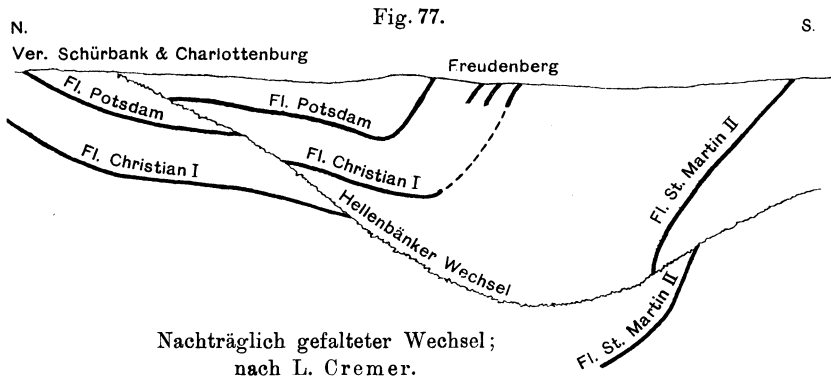 Fig. 77.
N.
S.
Ver. Schürbank & Charlottenburg
Freudenberg
Fl. Potsdam
Fl. Potsdam
Fl. Christian I
Fl. Christian I
Hellenbänker Wechsel
Fl. St. Martin II
Fl. St. Martin II
Nachträglich gefalteter Wechsel;
nach L. Cremer.